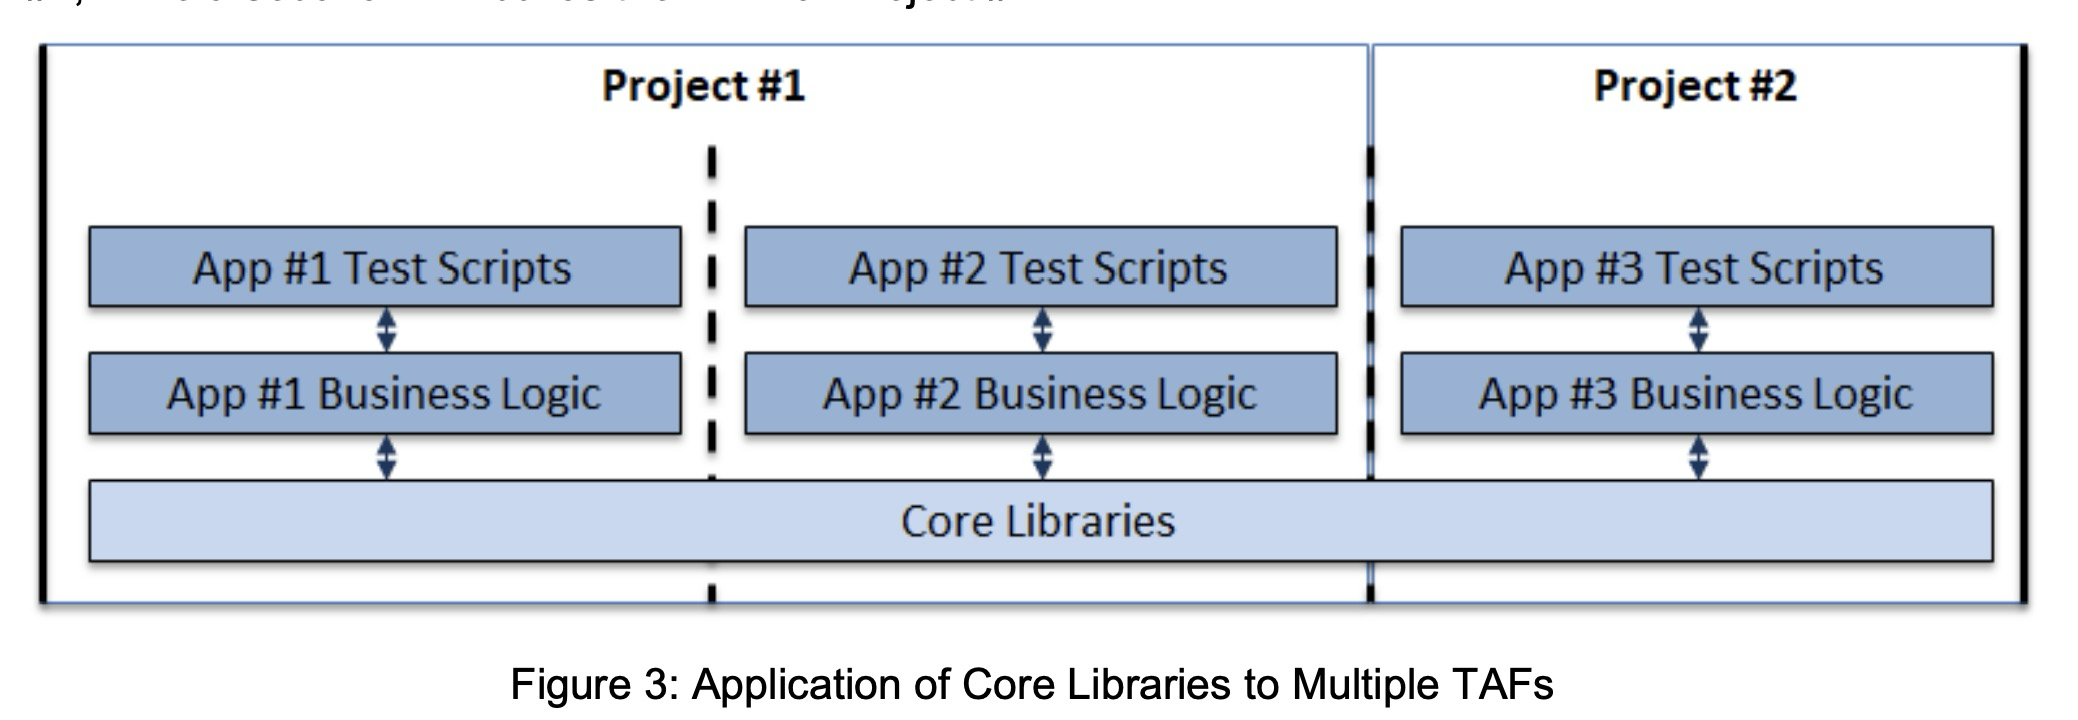 Project #1
Project #2
App #1 Test Scripts
App #2 Test Scripts
App #3 Test Scripts
App #1 Business Logic
App #2 Business Logic
App #3 Business Logic
Core Libraries
Figure 3: Application of Core Libraries to Multiple TAFs